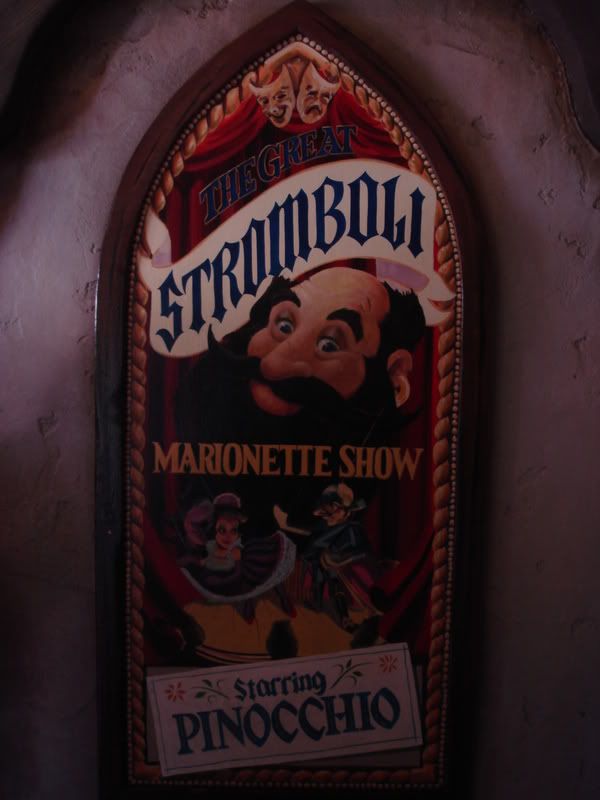 THE GREAT
STROMBOLI
MARIONETTE SHOW
Starring
PINOCCHIO